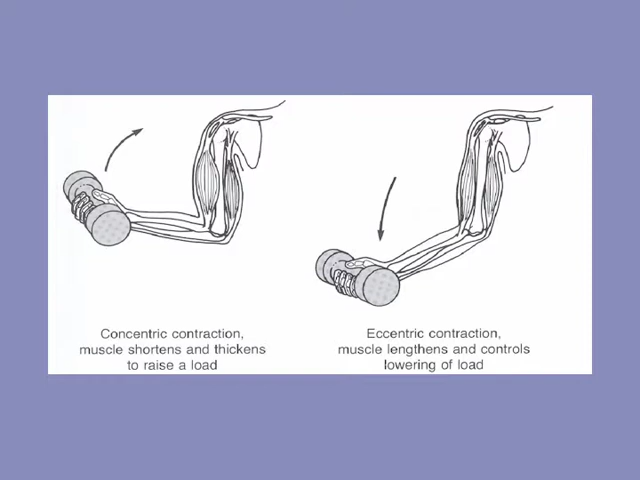 Concentric contraction,
muscle shortens and thickens
to raise a load
Eccentric contraction,
muscle lengthens and controls
lowering of load